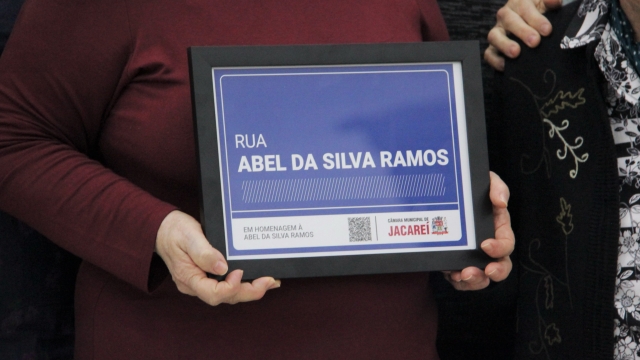 RUA
ABEL DA SILVA RAMOS
EM HOMENAGEM À
ABEL DA SILVA RAMOS
CÂMARA MUNICIPAL DE
JACAREÍ